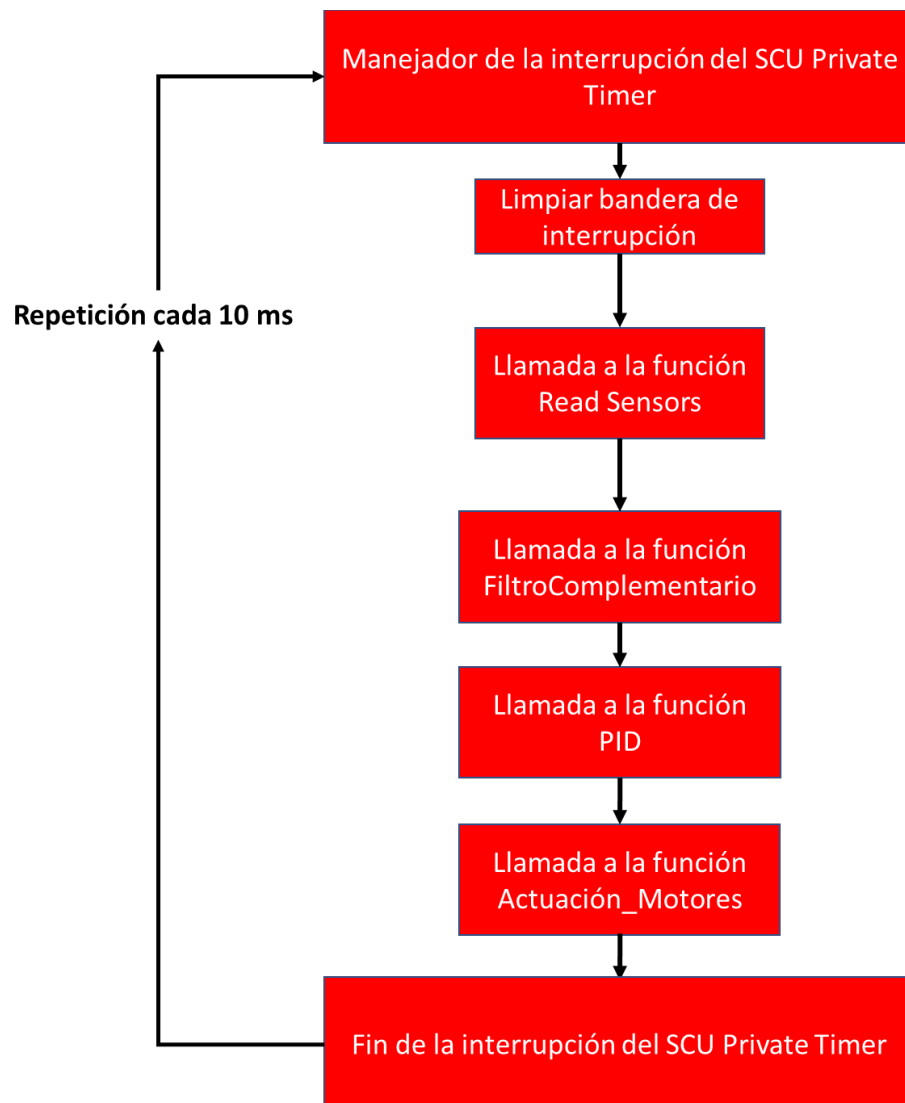 Manejador de la interrupción del SCU Private
Timer
Limpiar bandera de
interrupción
Repetición cada 10 ms
Llamada a la función
Read Sensors
Llamada a la función
FiltroComplementario
Llamada a la función
PID
Llamada a la función
Actuación_Motores
Fin de la interrupción del SCU Private Timer